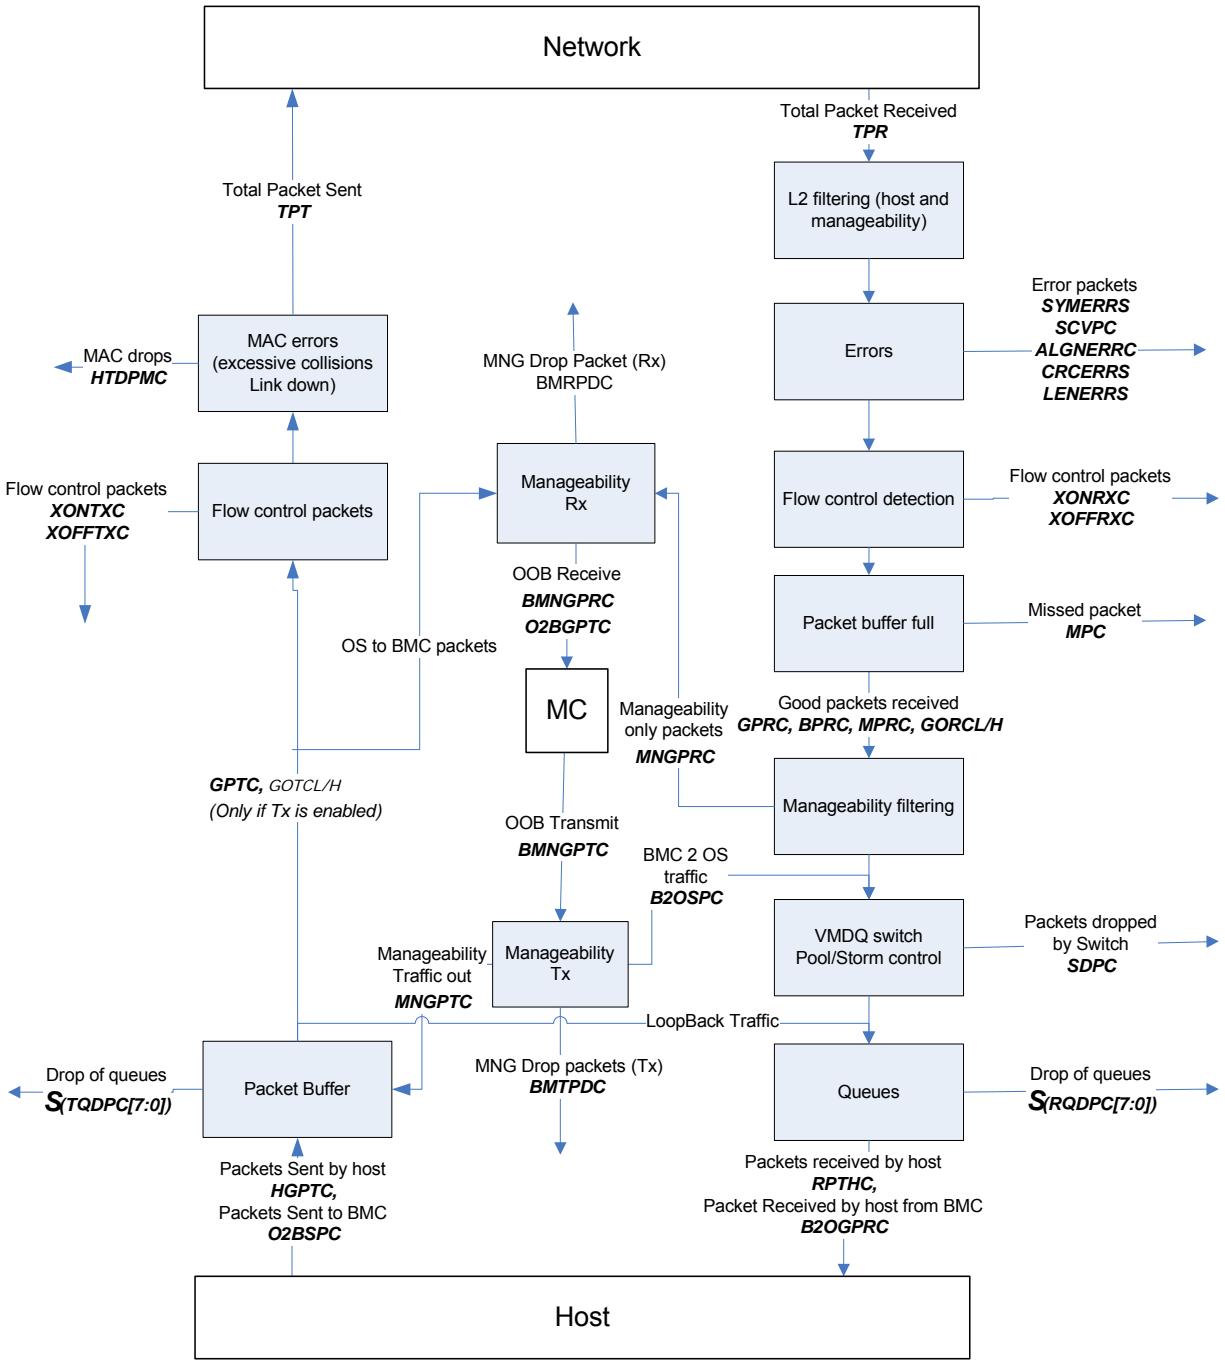 Network
Total Packet Received
TPR
Total Packet Sent
TPT
L2 filtering (host and
manageability)
Error packets
SYMERRS
SCVPC
ALGNERRC
CRCERRS
LENERRS
Errors
MAC errors
(excessive collisions
Link down)
MAC drops
HTDPMC
MNG Drop Packet (Rx)
BMRPDC
Flow control packets
XONTXC
XOFFTXC
Flow control packets
Manageability
Rx
Flow control detection
Flow control packets
XONRXC
XOFFRXC
OOB Receive
BMNGPRC
O2BGPTC
Packet buffer full
Missed packet
MPC
OS to BMC packets
MC
Manageability
only packets
MNGPRC
Good packets received
GPRC, BPRC, MPRC, GORCL/H
GPTC, GOTCL/H
(Only if Tx is enabled)
Manageability filtering
OOB Transmit
BMNGPTC
BMC 2 OS
traffic
B2OSPC
Manageability
Traffic out
MNGPTC
Manageability
Tx
VMDQ switch
Pool/Storm control
Packets dropped
by Switch
SDPC
LoopBack Traffic
Drop of queues
S(TQDPC[7:0])
Packet Buffer
MNG Drop packets (Tx)
BMTPDC
Queues
Drop of queues
S(RQDPC[7:0])
Packets Sent by host
HGPTC,
Packets Sent to BMC
O2BSPC
Packets received by host
RPTHC,
Packet Received by host from BMC
B2OGPRC
Host